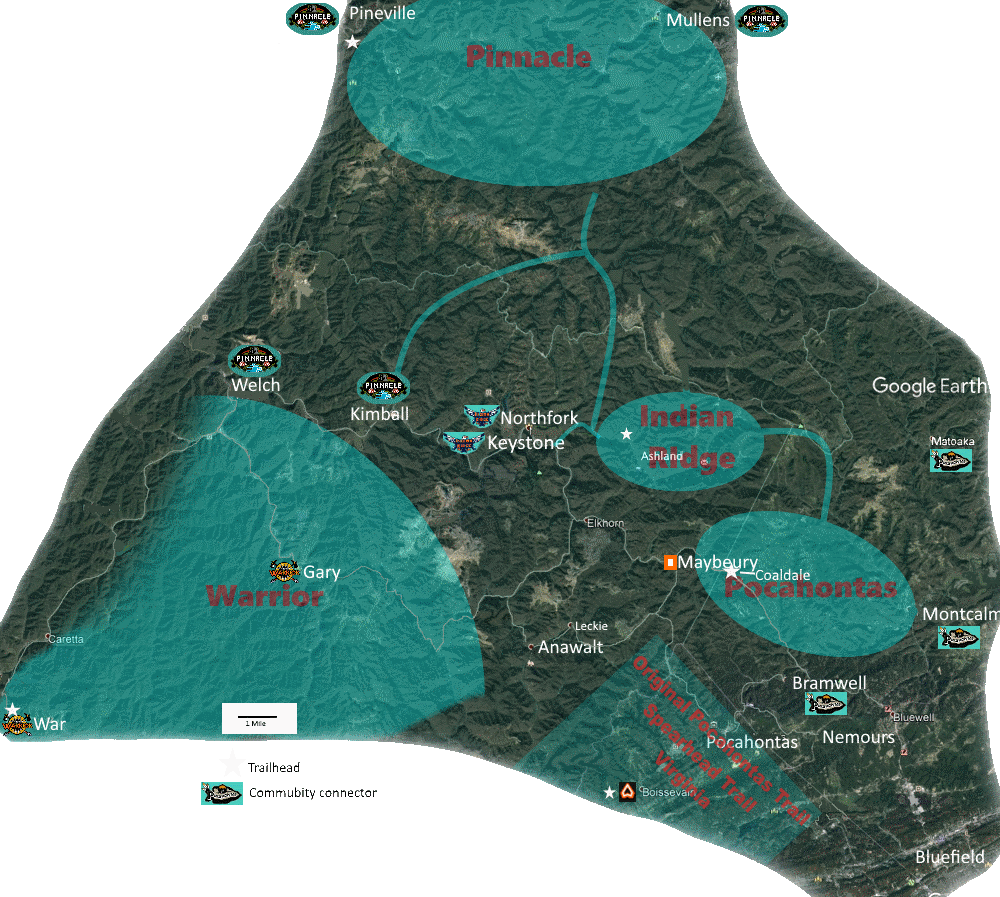 Pineville
Mullens
PINNACLE
PINNACLE
Pinnacle
Google Earth
PINNACLE
Welch
PINNACLE
Kimball
Northfork
Keystone
Indian
Ridge
Ashland
Matoaka
Elkhorn
Maybeury
Coaldale
Pocahontas
Gary
Warrior
Montcalm
Leckie
Anawalt
Caretta
Original Pocahontas Trail
Spearhead Trail
Virginia
Bramwell
Bluewell
Pocahontas
Nemours
War
1 Mile
Trailhead
Commubity connector
Boissevain
Bluefield